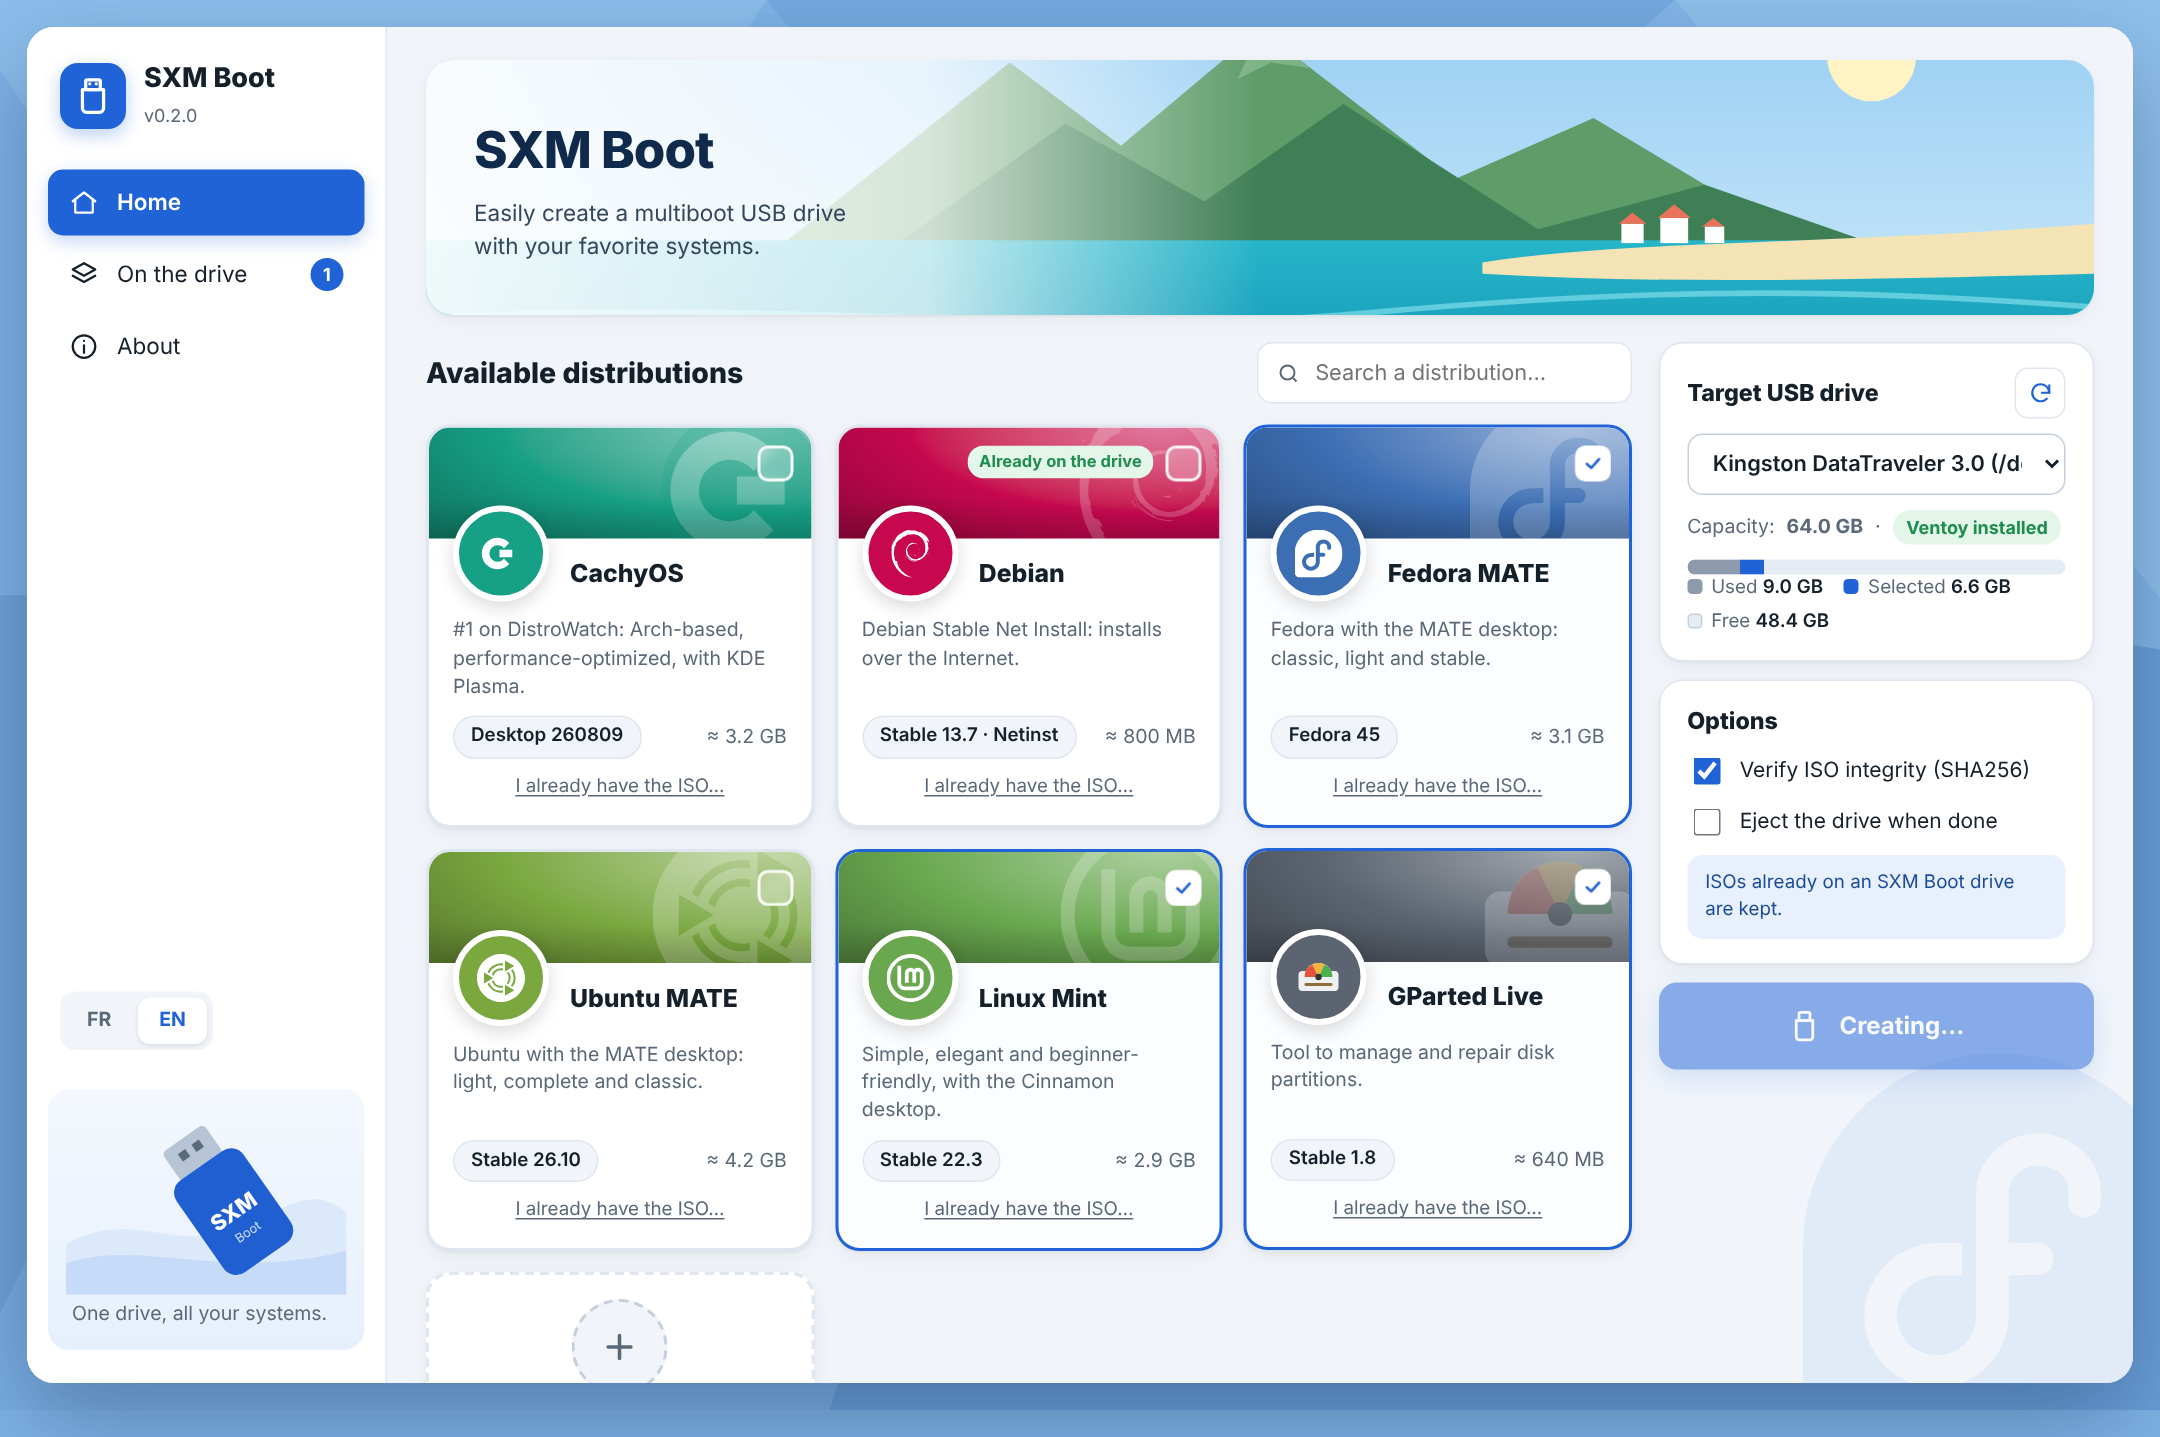 SXM Boot
v0.2.0
Home
On the drive
1
About
FR
EN
SXM
Boot
One drive, all your systems.
SXM Boot
Easily create a multiboot USB drive
with your favorite systems.
Available distributions
Search a distribution...
CachyOS
#1 on DistroWatch: Arch-based,
performance-optimized, with KDE
Plasma.
Desktop 260809
≈ 3.2 GB
I already have the ISO...
Already on the drive
Debian
Debian Stable Net Install: installs
over the Internet.
Stable 13.7 · Netinst
≈ 800 MB
I already have the ISO...
Fedora MATE
Fedora with the MATE desktop:
classic, light and stable.
Fedora 45
≈ 3.1 GB
I already have the ISO...
Ubuntu MATE
Ubuntu with the MATE desktop:
light, complete and classic.
Stable 26.10
≈ 4.2 GB
I already have the ISO...
Linux Mint
Simple, elegant and beginner-
friendly, with the Cinnamon
desktop.
Stable 22.3
≈ 2.9 GB
I already have the ISO...
GParted Live
Tool to manage and repair disk
partitions.
Stable 1.8
≈ 640 MB
I already have the ISO...
Target USB drive
Kingston DataTraveler 3.0 (/d
Capacity: 64.0 GB · Ventoy installed
Used 9.0 GB Selected 6.6 GB
Free 48.4 GB
Options
Verify ISO integrity (SHA256)
Eject the drive when done
ISOs already on an SXM Boot drive
are kept.
Creating...